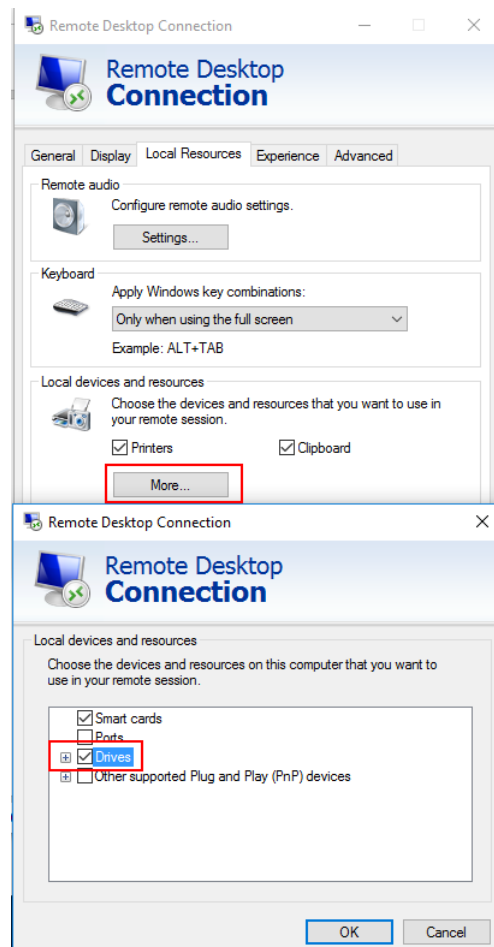 Remote Desktop Connection
Remote Desktop
Connection
General Display Local Resources Experience Advanced
Remote audio
Configure remote audio settings.
Settings...
Keyboard
Apply Windows key combinations:
Only when using the full screen
Example: ALT+TAB
Local devices and resources
Choose the devices and resources that you want to use in
your remote session.
Printers Clipboard
More...
Remote Desktop Connection
Remote Desktop
Connection
Local devices and resources
Choose the devices and resources on this computer that you want to
use in your remote session.
Smart cards
Ports
Drives
Other supported Plug and Play (PnP) devices
OK Cancel